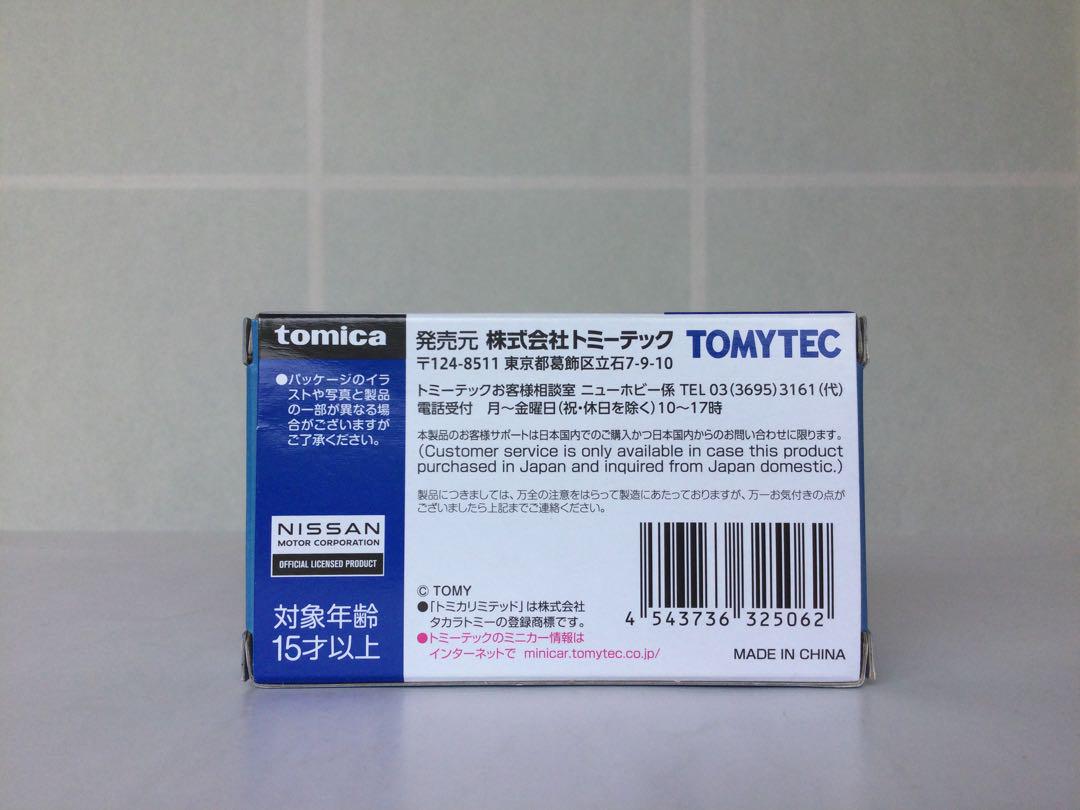 tomica
●パッケージのイラ
ストや写真と製品
の一部が異なる場
合がございますが
ご了承ください。
NISSAN
MOTOR CORPORATION
OFFICIAL LICENSED PRODUCT
対象年齢
15才以上
発売元 株式会社トミーテック TOMYTEC
〒124-8511 東京都葛飾区立石7-9-10
トミーテックお客様相談室 ニューホビー係 TEL 03(3695)3161(代)
電話受付 月〜金曜日(祝・休日を除く)10〜17時
本製品のお客様サポートは日本国内でのご購入かつ日本国内からのお問い合わせに限ります。
(Customer service is only available in case this product
purchased in Japan and inquired from Japan domestic.)
製品につきましては、万全の注意をはらって製造にあたっておりますが、万一お気付きの点が
ございましたら上記までご連絡ください。
© TOMY
●「トミカリミテッド」は株式会社
タカラトミーの登録商標です。
●トミーテックのミニカー情報は
インターネットで minicar.tomytec.co.jp/
4 543736 325062
MADE IN CHINA